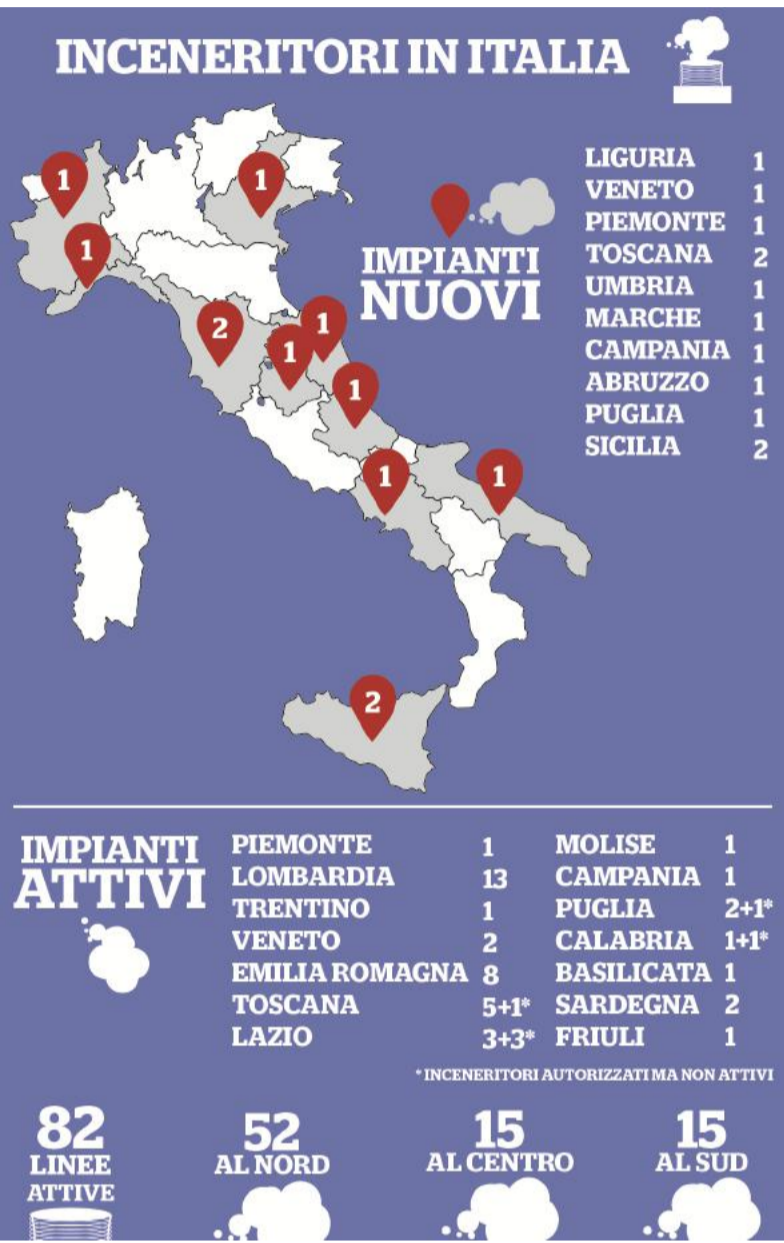 INCENERITORI IN ITALIA
1
1
1
2
1
1
1
1
1
2
IMPIANTI
NUOVI
LIGURIA 1
VENETO 1
PIEMONTE 1
TOSCANA 2
UMBRIA 1
MARCHE 1
CAMPANIA 1
ABRUZZO 1
PUGLIA 1
SICILIA 2
IMPIANTI
ATTIVI
PIEMONTE 1
LOMBARDIA 13
TRENTINO 1
VENETO 2
EMILIA ROMAGNA 8
TOSCANA 5+1*
LAZIO 3+3*
MOLISE 1
CAMPANIA 1
PUGLIA 2+1*
CALABRIA 1+1*
BASILICATA 1
SARDEGNA 2
FRIULI 1
*INCENERITORI AUTORIZZATI MA NON ATTIVI
82
LINEE
ATTIVE
52
AL NORD
15
AL CENTRO
15
AL SUD